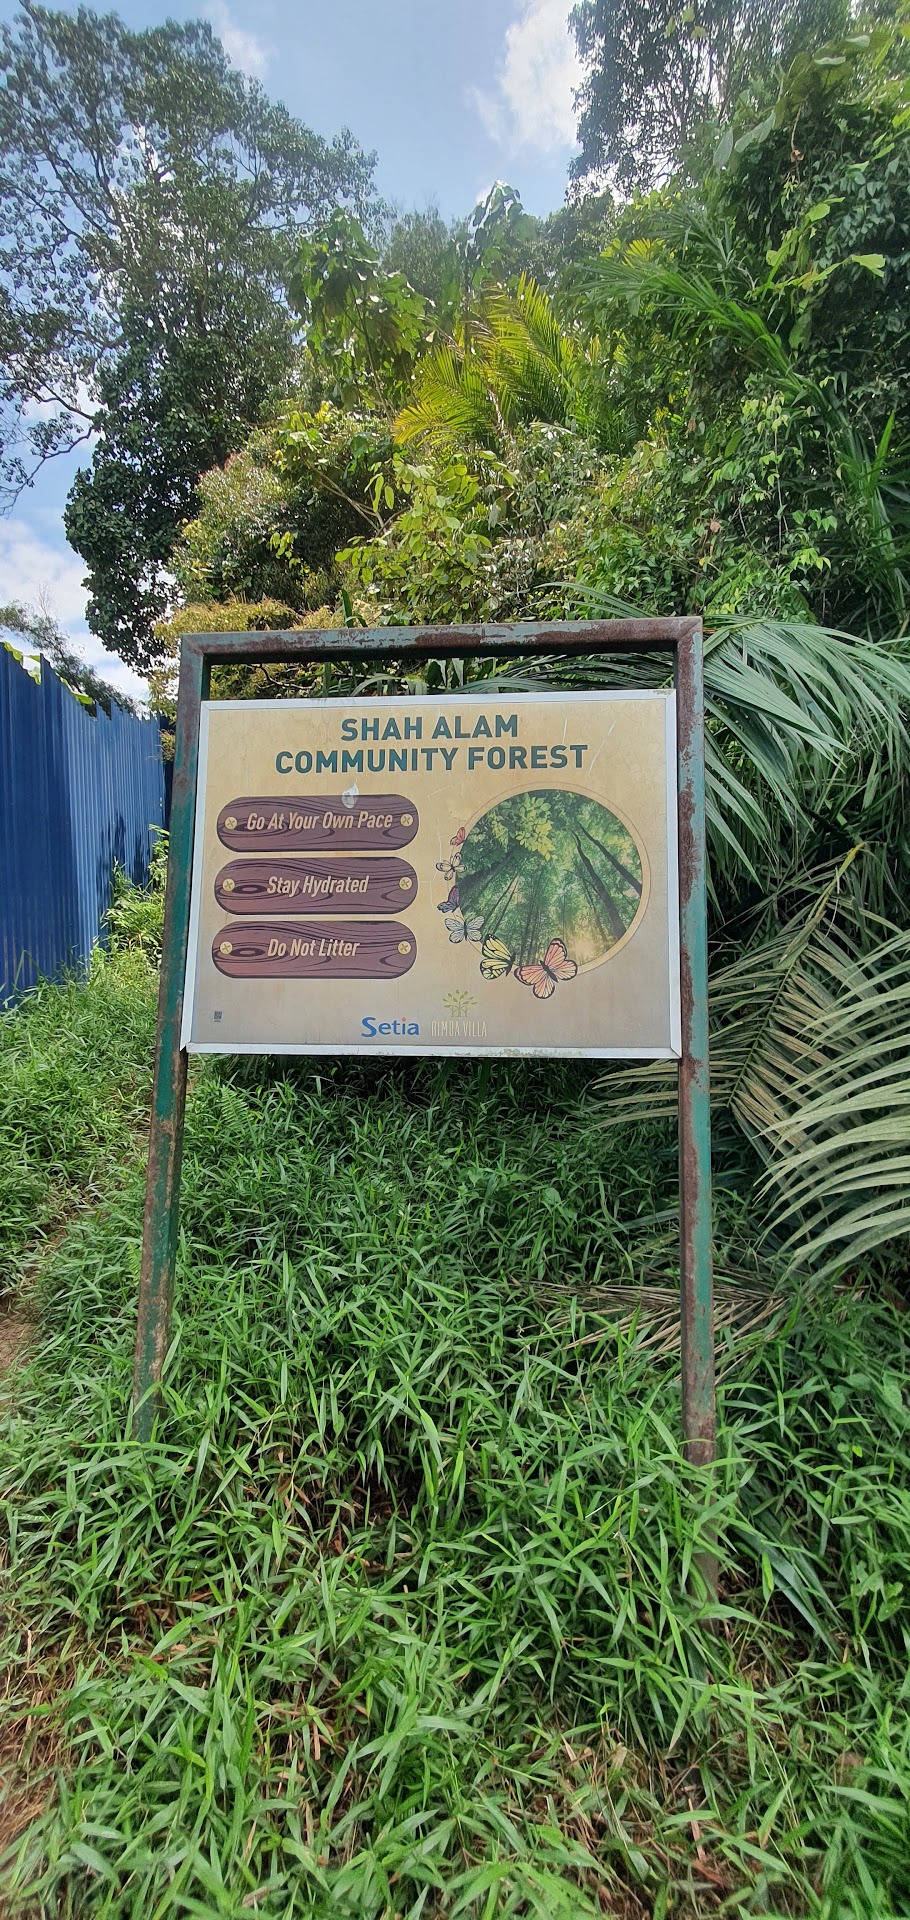 SHAH ALAM
COMMUNITY FOREST
Go At Your Own Pace
Stay Hydrated
Do Not Litter
Setia
RIMBA VILLA